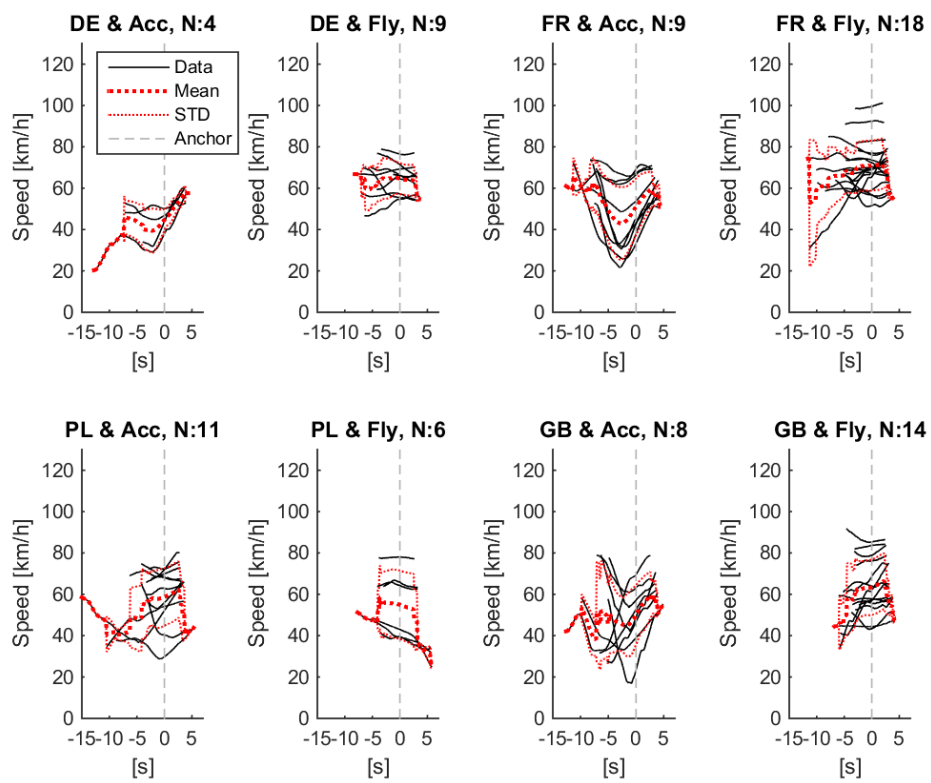 DE & Acc, N:4
DE & Fly, N:9
FR & Acc, N:9
FR & Fly, N:18
Data
Mean
STD
Anchor
Speed [km/h]
120
100
80
60
40
20
0
-15-10 -5 0 5
[s]
Speed [km/h]
120
100
80
60
40
20
0
-15-10 -5 0 5
[s]
Speed [km/h]
120
100
80
60
40
20
0
-15-10 -5 0 5
[s]
Speed [km/h]
120
100
80
60
40
20
0
-15-10 -5 0 5
[s]
PL & Acc, N:11
PL & Fly, N:6
GB & Acc, N:8
GB & Fly, N:14
Speed [km/h]
120
100
80
60
40
20
0
-15-10 -5 0 5
[s]
Speed [km/h]
120
100
80
60
40
20
0
-15-10 -5 0 5
[s]
Speed [km/h]
120
100
80
60
40
20
0
-15-10 -5 0 5
[s]
Speed [km/h]
120
100
80
60
40
20
0
-15-10 -5 0 5
[s]